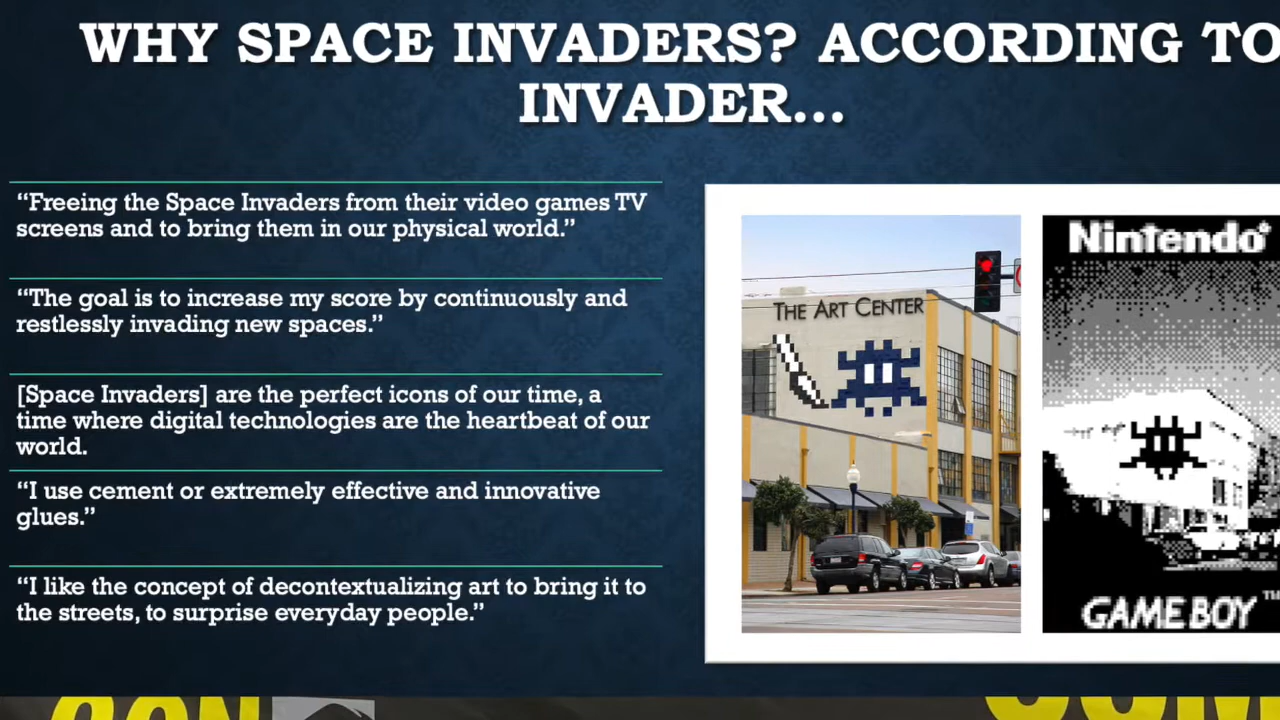 WHY SPACE INVADERS? ACCORDING TO
INVADER...
“Freeing the Space Invaders from their video games TV
screens and to bring them in our physical world.”
“The goal is to increase my score by continuously and
restlessly invading new spaces.”
[Space Invaders] are the perfect icons of our time, a
time where digital technologies are the heartbeat of our
world.
“I use cement or extremely effective and innovative
glues.”
“I like the concept of decontextualizing art to bring it to
the streets, to surprise everyday people.”
THE ART CENTER
Nintendo®
GAME BOY™